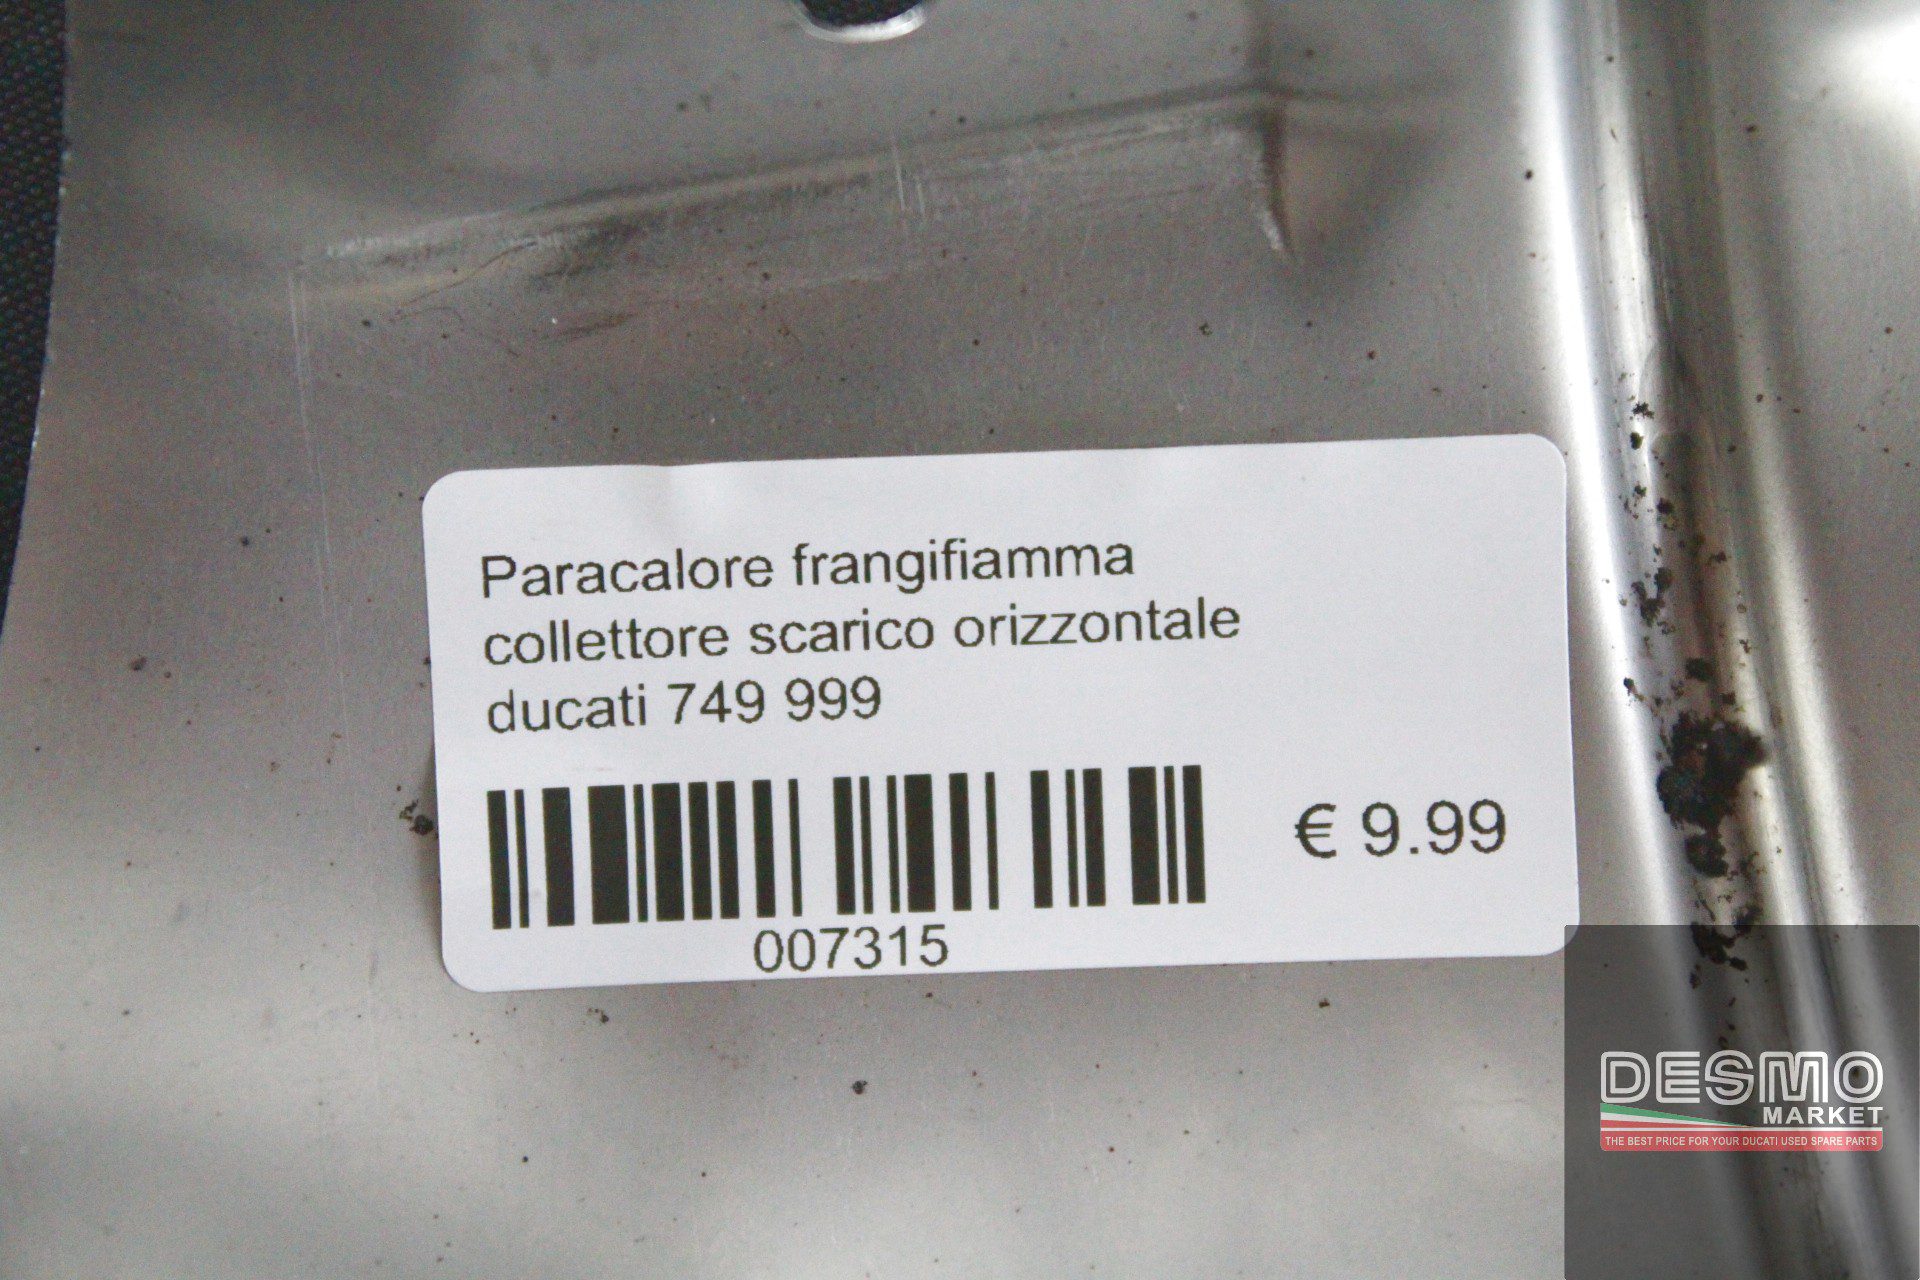 Paracalore frangifiamma
collettore scarico orizzontale
ducati 749 999
€ 9.99
007315
DESMO
MARKET
THE BEST PRICE FOR YOUR DUCATI USED SPARE PARTS